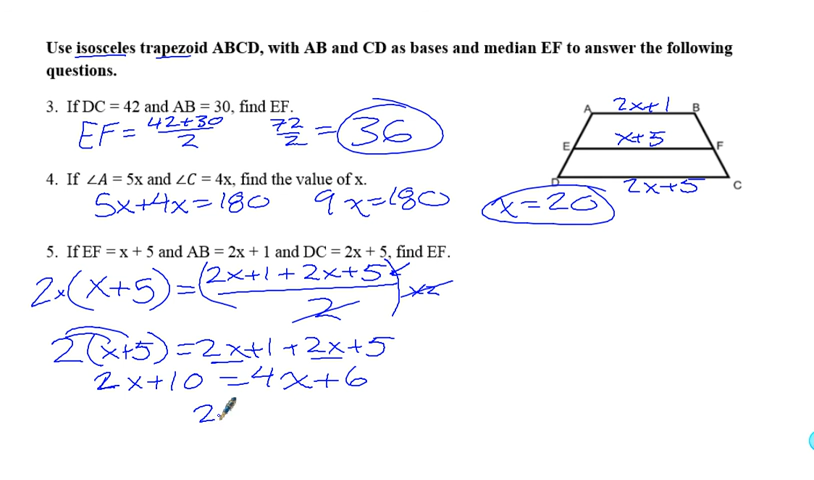 Use isosceles trapezoid ABCD, with AB and CD as bases and median EF to answer the following
questions.
3. If DC = 42 and AB = 30, find EF.
EF = 42+30/2 72/2 = 36
A 2x+1 B
E x+5 F
D 2x+5 C
4. If ∠A = 5x and ∠C = 4x, find the value of x.
5x+4x=180 9x=180 x=20
5. If EF = x + 5 and AB = 2x + 1 and DC = 2x + 5, find EF.
2×(x+5)=(2x+1+2x+5/2)×2
2(x+5)=2x+1+2x+5
2x+10=4x+6
2